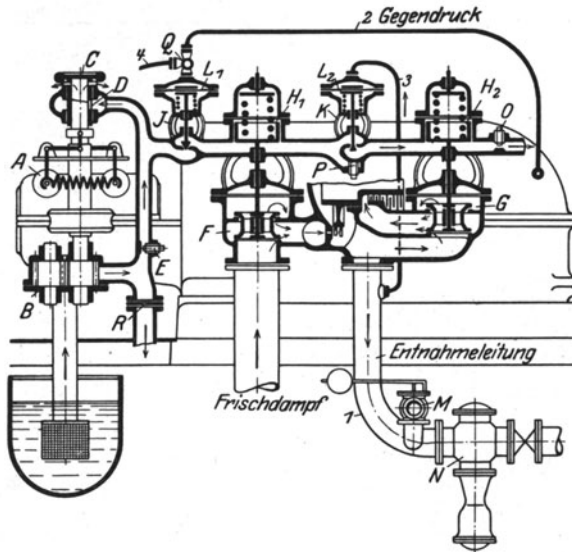 2 Gegendruck
C
Q
4
D
L1
H1
L2
3
H2
O
J
K
A
P
F
G
E
B
R
Entnahmeleitung
Frischdampf
1
M
N